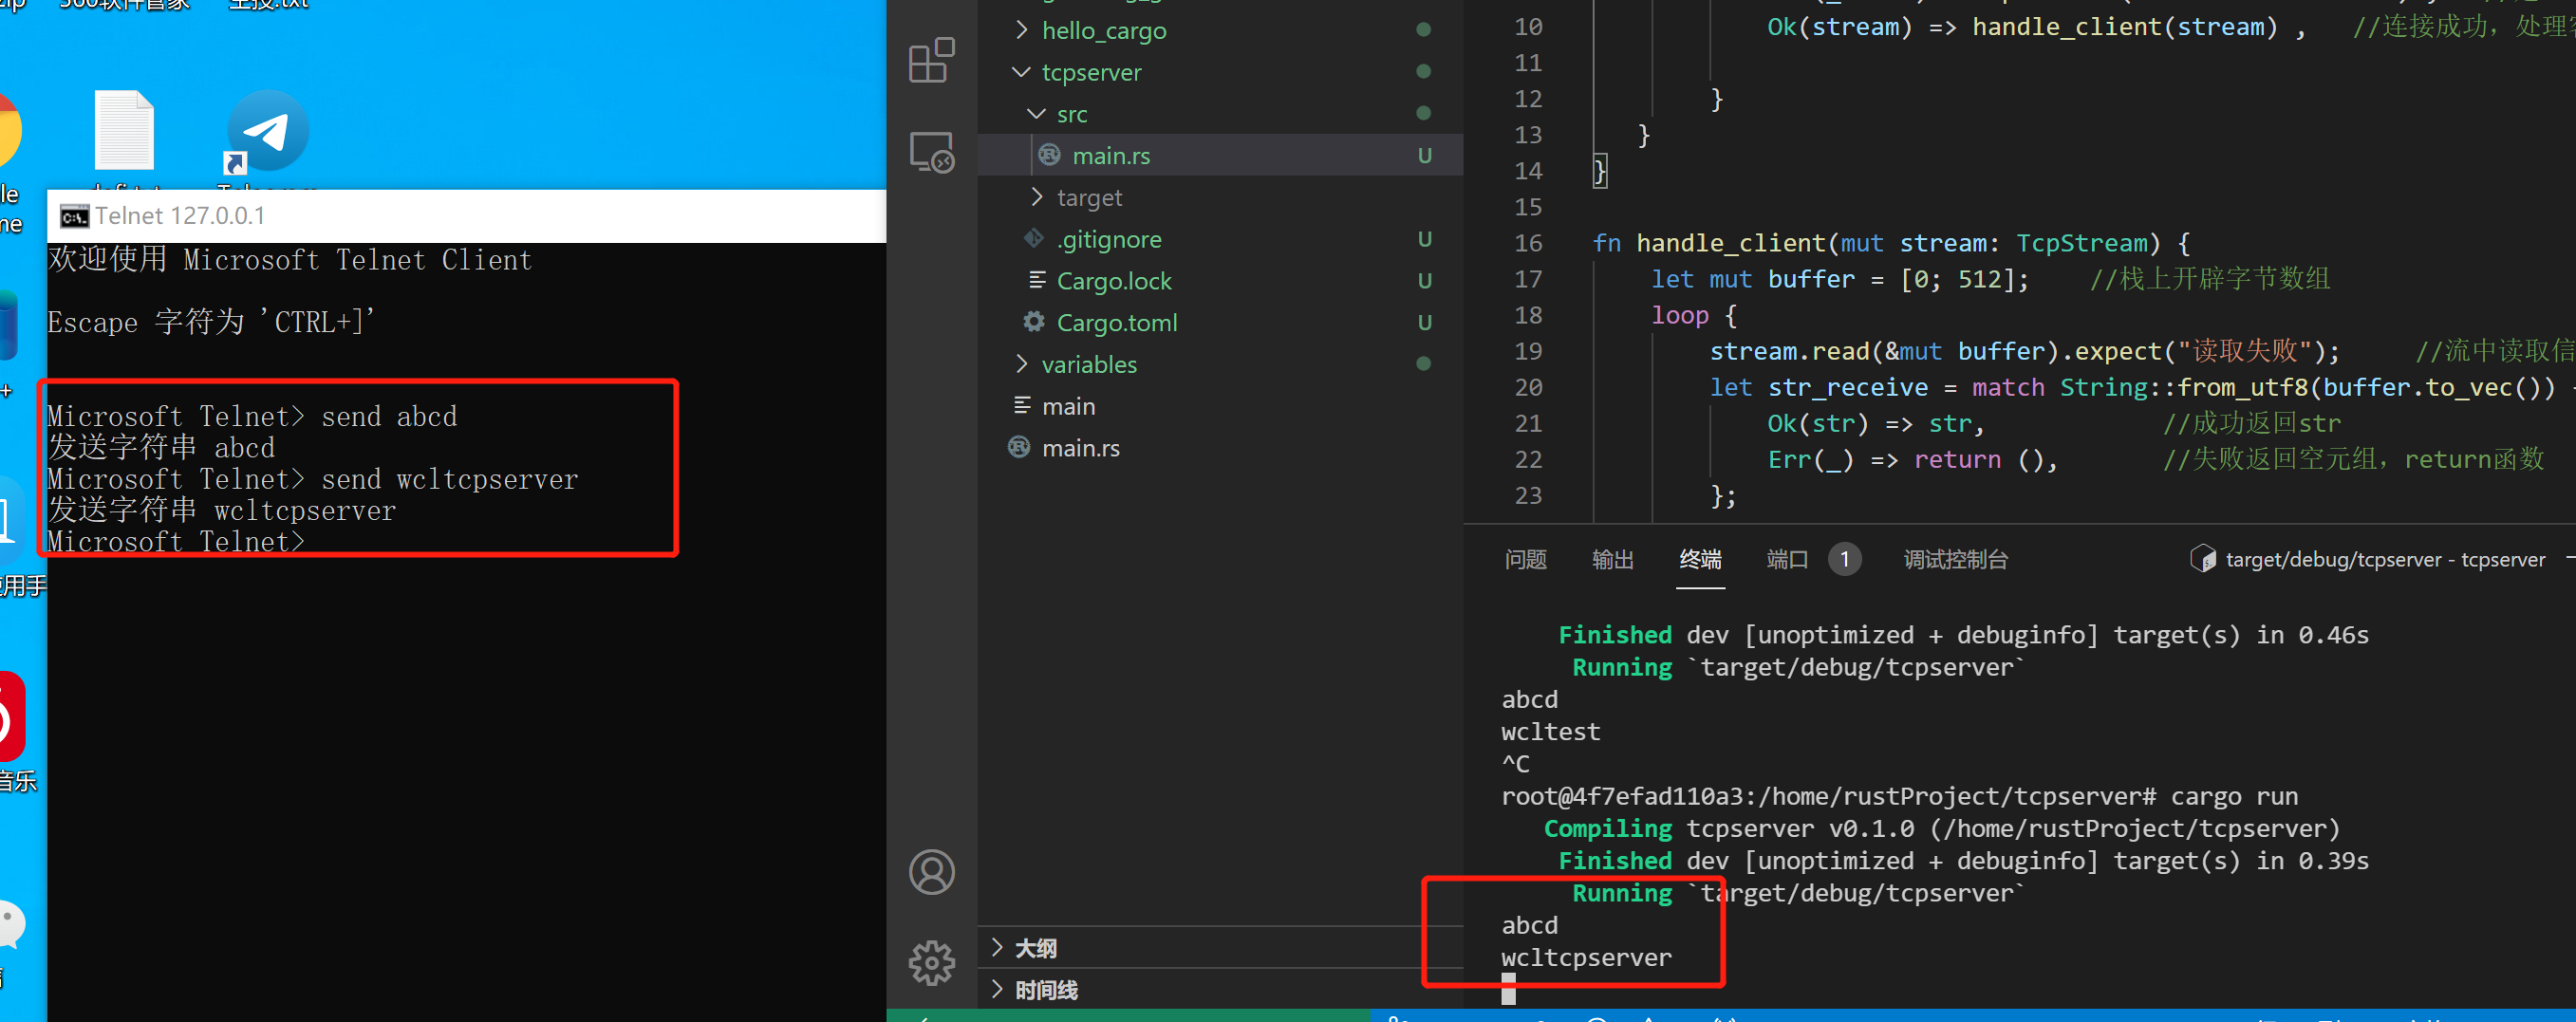 zip
360软件管家
Telnet 127.0.0.1
欢迎使用 Microsoft Telnet Client
Escape 字符为 'CTRL+]'
Microsoft Telnet> send abcd
发送字符串 abcd
Microsoft Telnet> send wcltcpserver
发送字符串 wcltcpserver
Microsoft Telnet>
使用手
音乐
hello_cargo
tcpserver
src
main.rs U
target
.gitignore U
Cargo.lock U
Cargo.toml U
variables
main
main.rs
大纲
时间线
10 Ok(stream) => handle_client(stream) , //连接成功，处理
11
12 }
13 }
14 }
15
16 fn handle_client(mut stream: TcpStream) {
17 let mut buffer = [0; 512]; //栈上开辟字节数组
18 loop {
19 stream.read(&mut buffer).expect("读取失败"); //流中读取信
20 let str_receive = match String::from_utf8(buffer.to_vec())
21 Ok(str) => str, //成功返回str
22 Err(_) => return (), //失败返回空元组，return函数
23 };
问题 输出 终端 端口 1 调试控制台 target/debug/tcpserver - tcpserver
Finished dev [unoptimized + debuginfo] target(s) in 0.46s
Running `target/debug/tcpserver`
abcd
wcltest
^C
root@4f7efad110a3:/home/rustProject/tcpserver# cargo run
Compiling tcpserver v0.1.0 (/home/rustProject/tcpserver)
Finished dev [unoptimized + debuginfo] target(s) in 0.39s
Running `target/debug/tcpserver`
abcd
wcltcpserver